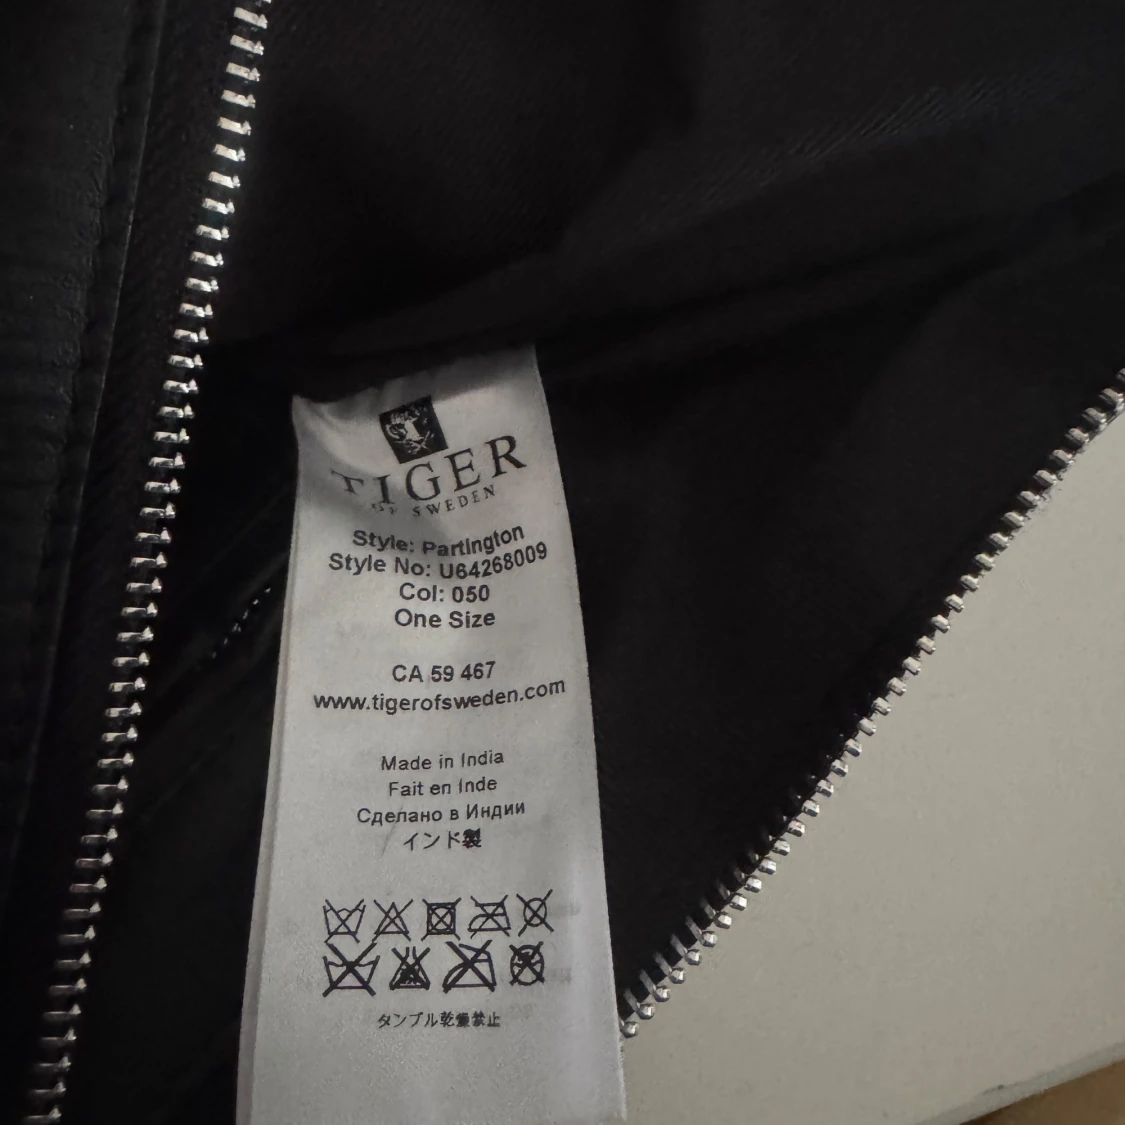 TIGER
OF SWEDEN
Style: Partington
Style No: U64268009
Col: 050
One Size
CA 59 467
www.tigerofsweden.com
Made in India
Fait en Inde
Сделано в Индии
インド製
タンブル乾燥禁止